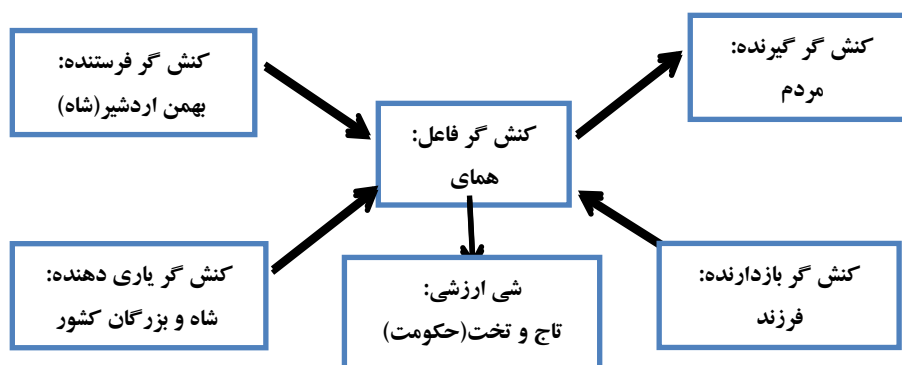 کنش گر فرستنده:
بهمن اردشیر(شاه)
کنش گر گیرنده:
مردم
کنش گر فاعل:
همای
کنش گر یاری دهنده:
شاه و بزرگان کشور
شی ارزشی:
تاج و تخت(حکومت)
کنش گر بازدارنده:
فرزند